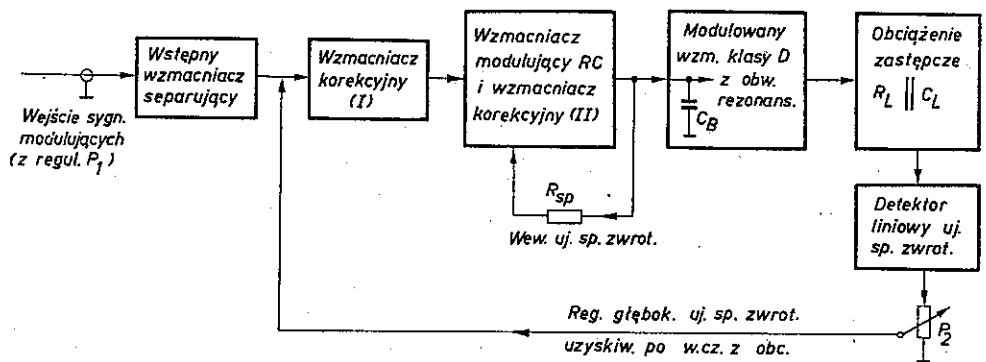 Wstępny
wzmacniacz
separujący
Wejście sygn.
modulujących
(z regul. P1)
Wzmacniacz
korekcyjny
(I)
Wzmacniacz
modulujący RC
i wzmacniacz
korekcyjny (II)
Rsp
Wew. uj. sp. zwrot.
Modulowany
wzm. klasy D
z obw.
rezonans.
CB
Obciążenie
zastępcze
RL || CL
Detektor
liniowy uj.
sp. zwrot.
P2
Reg. głębok. uj. sp. zwrot.
uzyskiw. po w.cz. z obc.